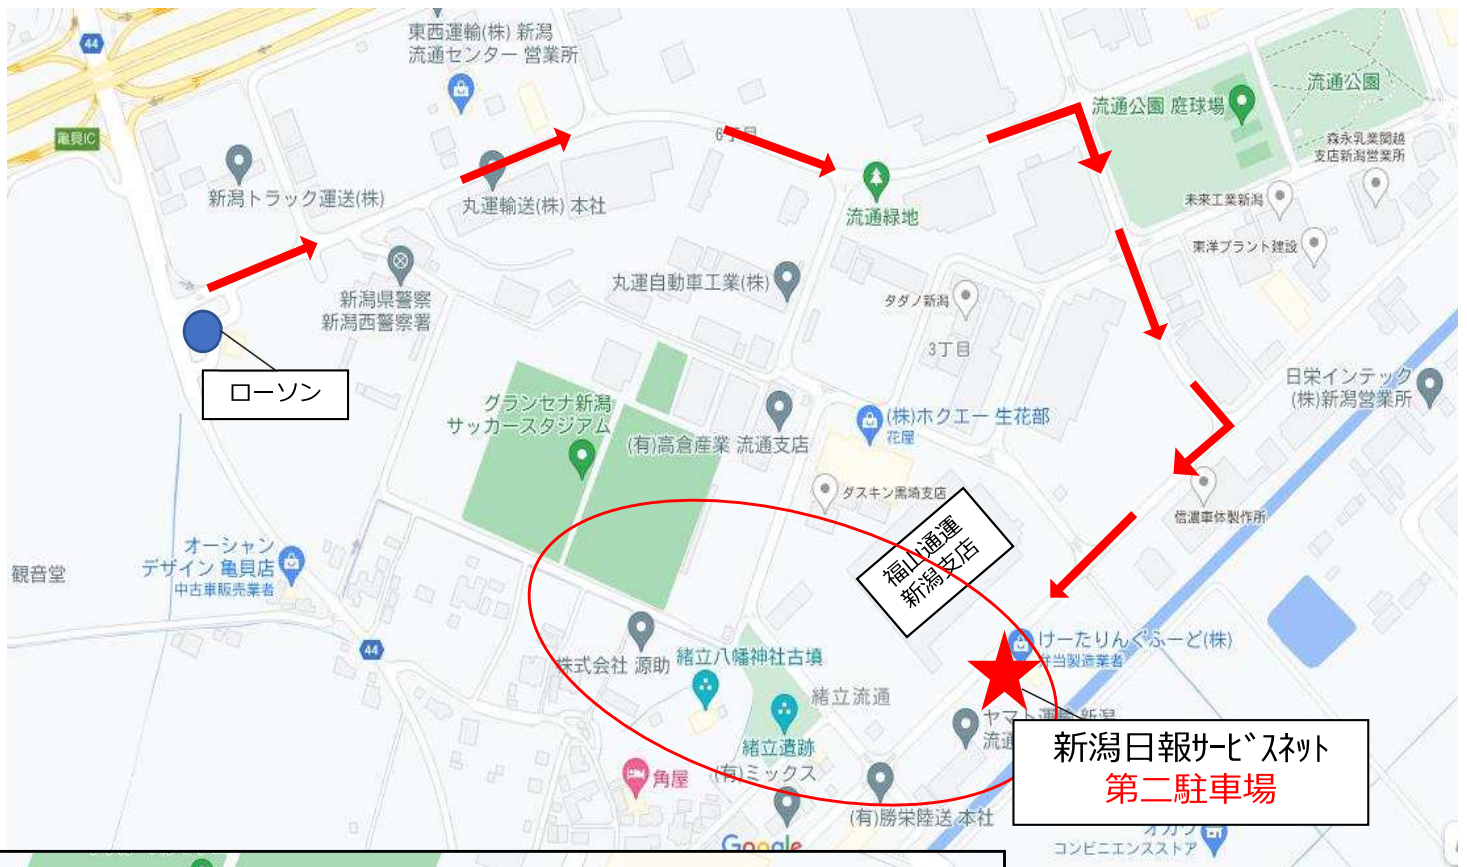 44
東西運輸(株) 新潟
流通センター 営業所
亀貝IC
6丁目
流通公園 庭球場
流通公園
森永乳業関越
支店新潟営業所
新潟トラック運送(株)
丸運輸送(株) 本社
流通緑地
未来工業新潟
東洋プラント建設
新潟県警察
新潟西警察署
丸運自動車工業(株)
タダノ新潟
3丁目
ローソン
グランセナ新潟
サッカースタジアム
(有)高倉産業 流通支店
(株)ホクエー 生花部
花屋
日栄インテック
(株)新潟営業所
ダスキン黒埼支店
信濃車体製作所
福山通運
新潟支店
観音堂
オーシャン
デザイン 亀貝店
中古車販売業者
44
株式会社 源助
緒立八幡神社古墳
緒立流通
けーたりんぐふーど(株)
弁当製造業者
緒立遺跡
ヤマト運輸 新潟
流通
新潟日報サービスネット
第二駐車場
角屋
(有)ミックス
(有)勝栄陸送 本社
Google
オガワ
コンビニエンスストア